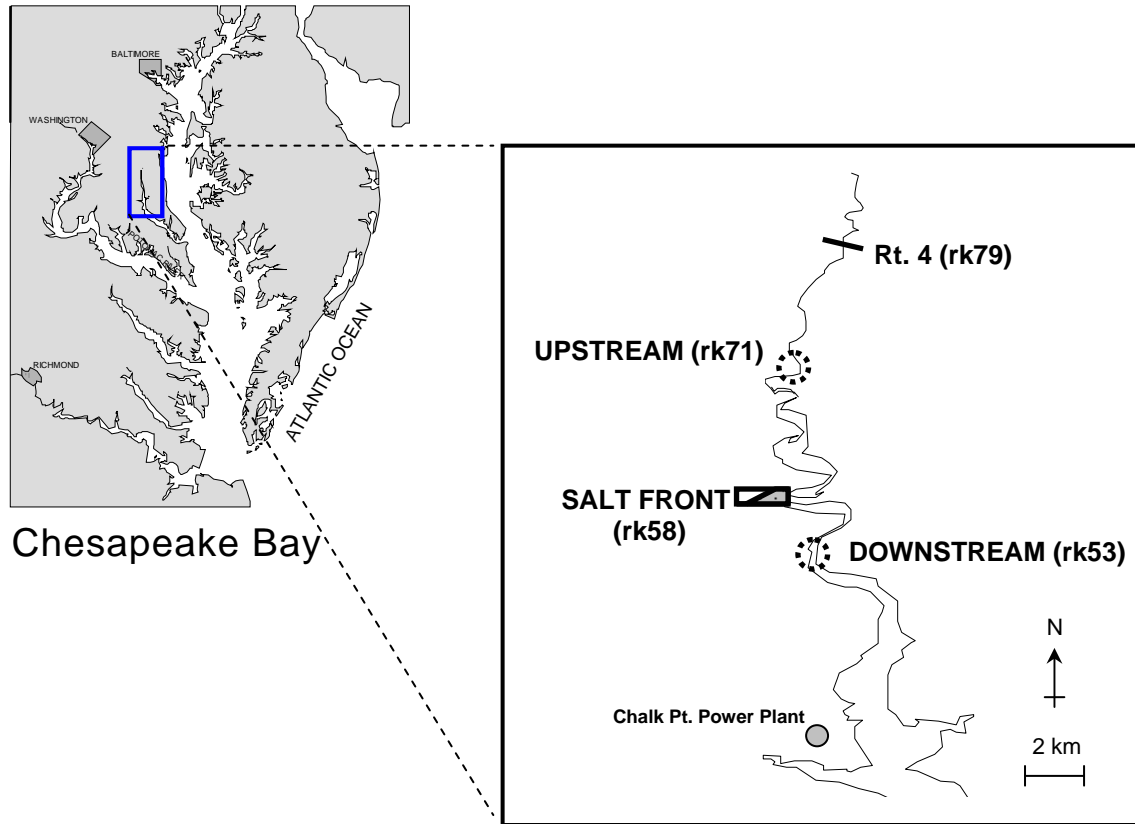 BALTIMORE
WASHINGTON
RICHMOND
ATLANTIC OCEAN
Chesapeake Bay
Rt. 4 (rk79)
UPSTREAM (rk71)
SALT FRONT
(rk58)
DOWNSTREAM (rk53)
N
Chalk Pt. Power Plant
2 km